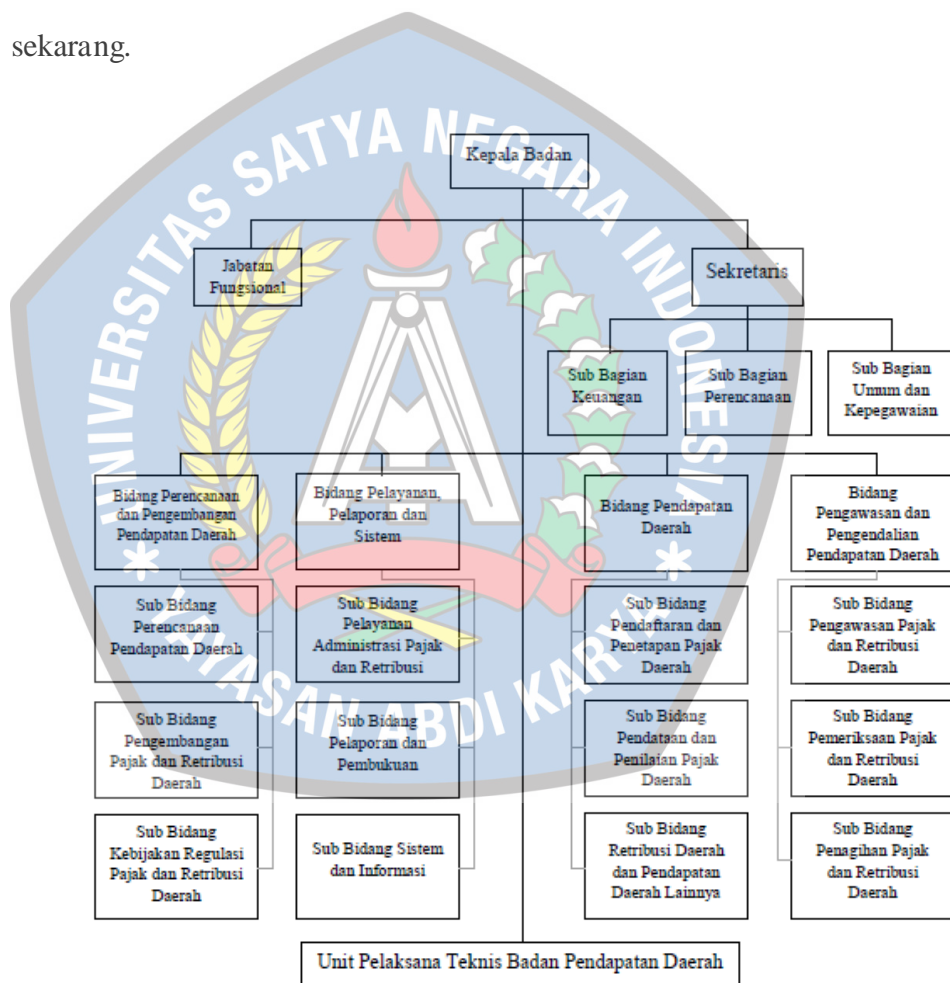 sekarang.
UNIVERSITAS SATYA NEGARA INDONESIA
YAYASAN ABDI KARYA
Kepala Badan
Jabatan
Fungsional
Sekretaris
Sub Bagian
Keuangan
Sub Bagian
Perencanaan
Sub Bagian
Umum dan
Kepegawaian
Bidang Perencanaan
dan Pengembangan
Pendapatan Daerah
Bidang Pelayanan,
Pelaporan dan
Sistem
Bidang Pendapatan
Daerah
Bidang
Pengawasan dan
Pengendalian
Pendapatan Daerah
Sub Bidang
Perencanaan
Pendapatan Daerah
Sub Bidang
Pelayanan
Administrasi Pajak
dan Retribusi
Sub Bidang
Pendaftaran dan
Penetapan Pajak
Daerah
Sub Bidang
Pengawasan Pajak
dan Retribusi
Daerah
Sub Bidang
Pengembangan
Pajak dan Retribusi
Daerah
Sub Bidang
Pelaporan dan
Pembukuan
Sub Bidang
Pendataan dan
Penilaian Pajak
Daerah
Sub Bidang
Pemeriksaan Pajak
dan Retribusi
Daerah
Sub Bidang
Kebijakan Regulasi
Pajak dan Retribusi
Daerah
Sub Bidang Sistem
dan Informasi
Sub Bidang
Retribusi Daerah
dan Pendapatan
Daerah Lainnya
Sub Bidang
Penagihan Pajak
dan Retribusi
Daerah
Unit Pelaksana Teknis Badan Pendapatan Daerah